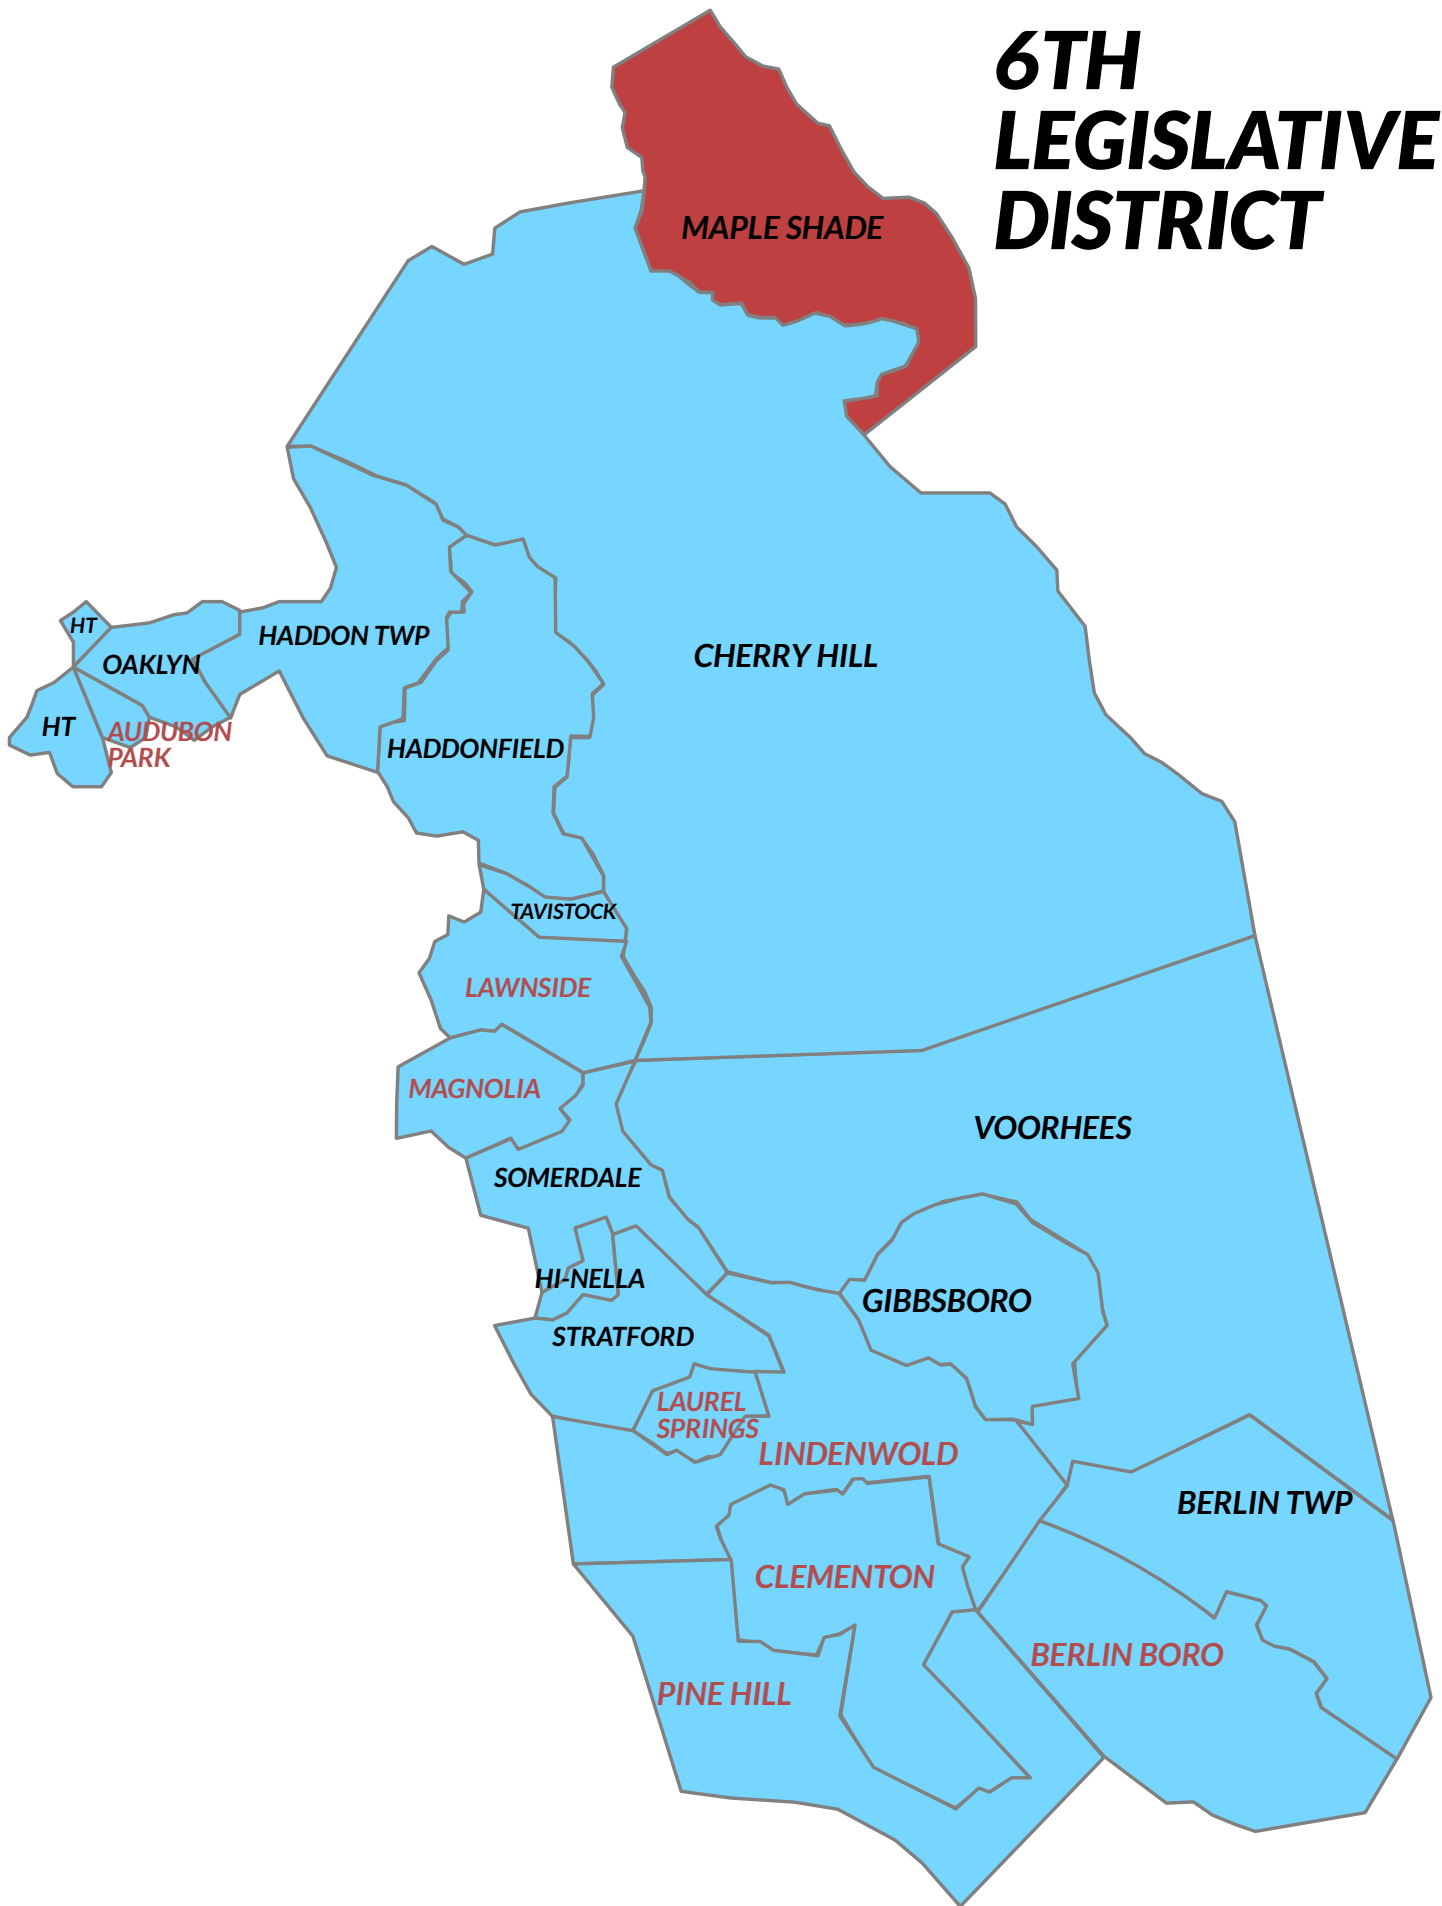 6TH
LEGISLATIVE
DISTRICT
MAPLE SHADE
HT
HADDON TWP
OAKLYN
CHERRY HILL
HT
AUDUBON
PARK
HADDONFIELD
TAVISTOCK
LAWNSIDE
MAGNOLIA
VOORHEES
SOMERDALE
HI-NELLA
GIBBSBORO
STRATFORD
LAUREL
SPRINGS
LINDENWOLD
BERLIN TWP
CLEMENTON
BERLIN BORO
PINE HILL